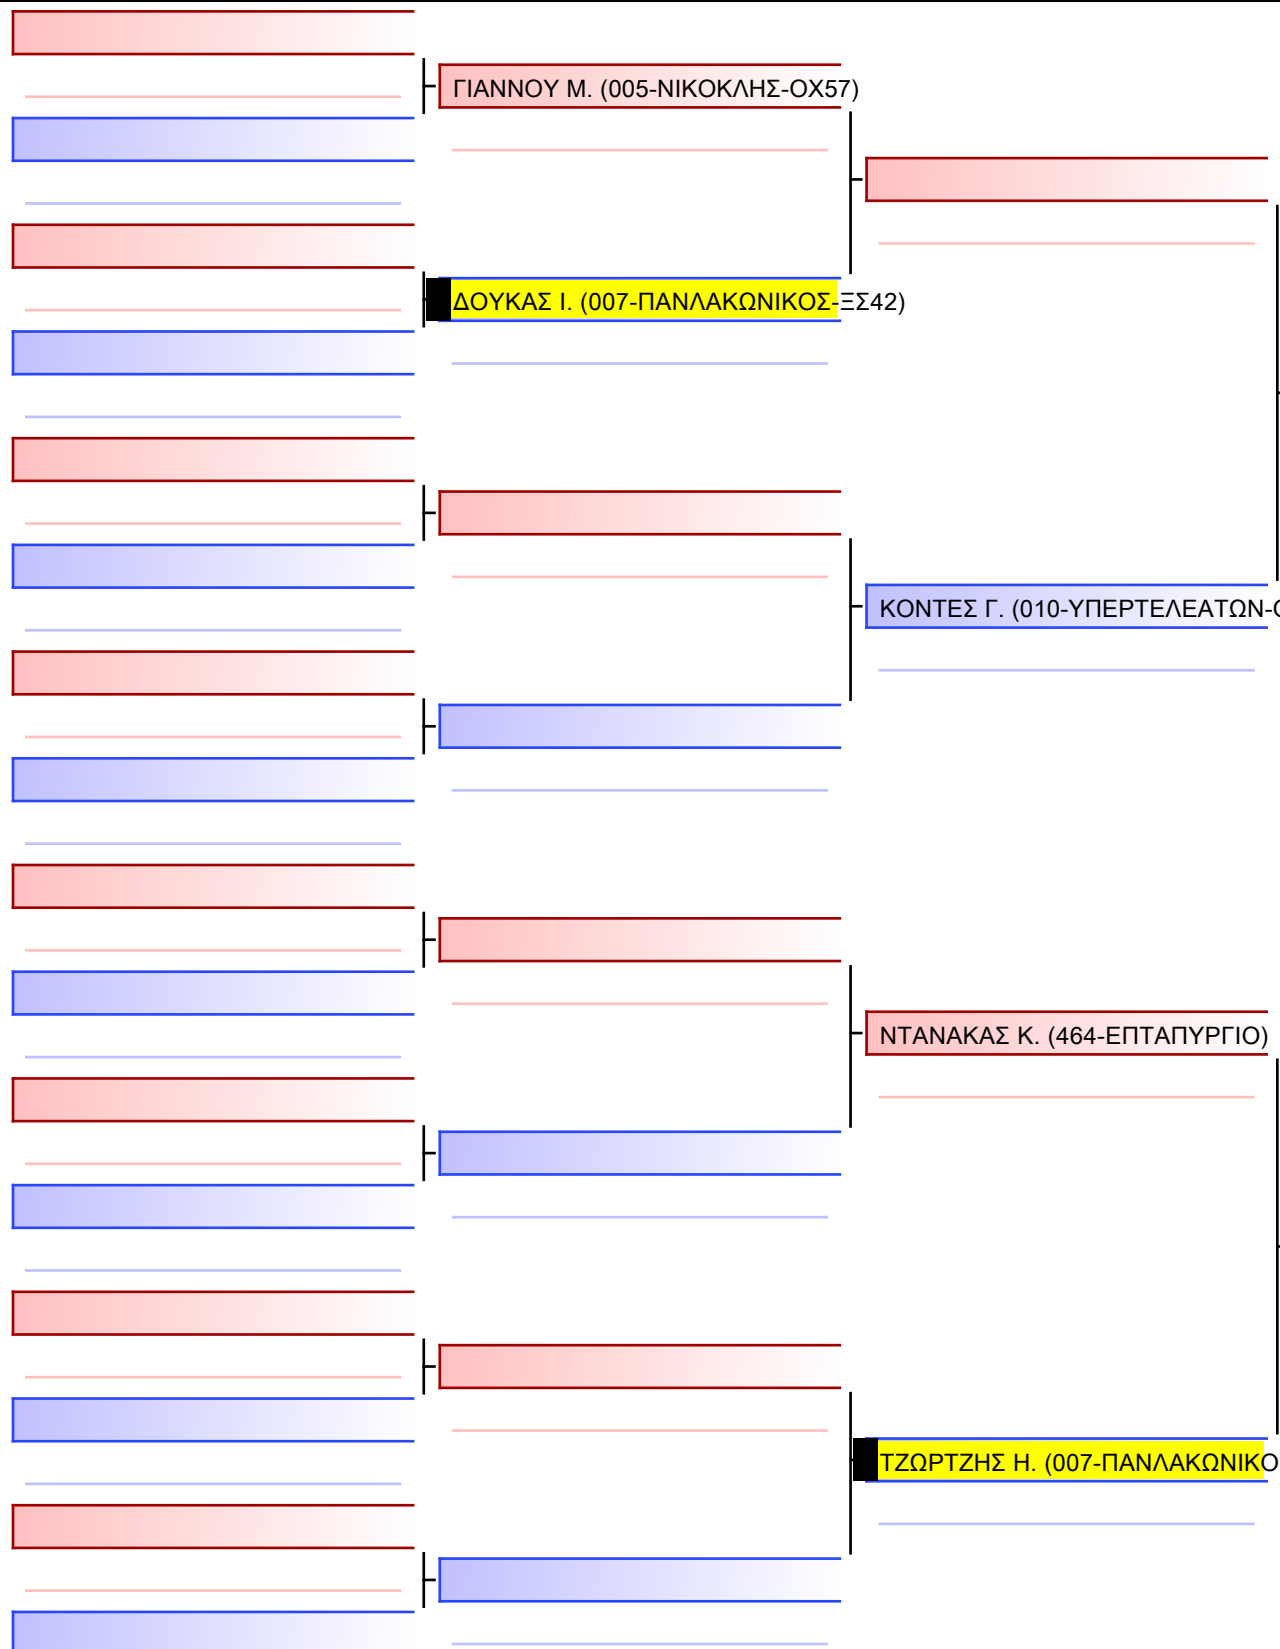 ΓΙΑΝΝΟΥ Μ. (005-ΝΙΚΟΚΛΗΣ-ΟΧ57)
ΔΟΥΚΑΣ Ι. (007-ΠΑΝΛΑΚΩΝΙΚΟΣ-ΞΣ42)
ΚΟΝΤΕΣ Γ. (010-ΥΠΕΡΤΕΛΕΑΤΩΝ-
ΝΤΑΝΑΚΑΣ Κ. (464-ΕΠΤΑΠΥΡΓΙΟ)
ΤΖΩΡΤΖΗΣ Η. (007-ΠΑΝΛΑΚΩΝΙΚΟ